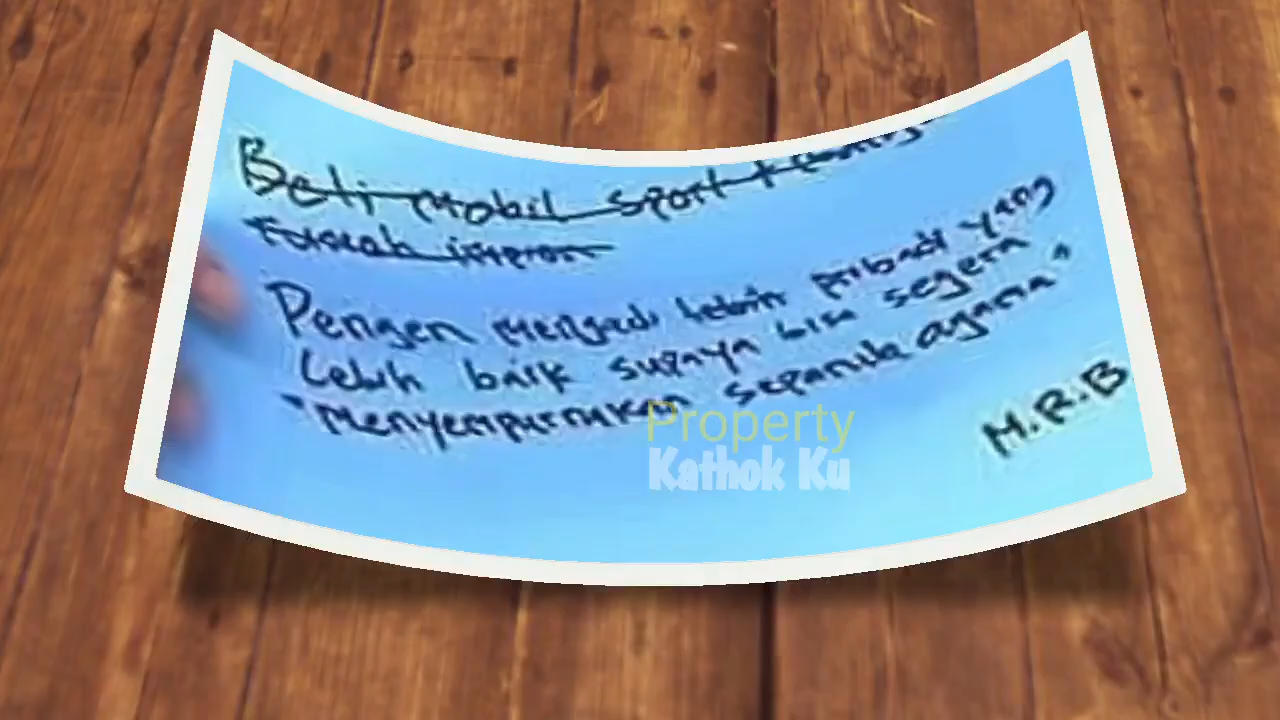 Beli Mobil Sport +
Pengen menjadi lebih pribadi yang
Lebih baik supaya bisa segera
"Menyempurnakan separuh agama"
M.R.B
Property
Kathok Ku